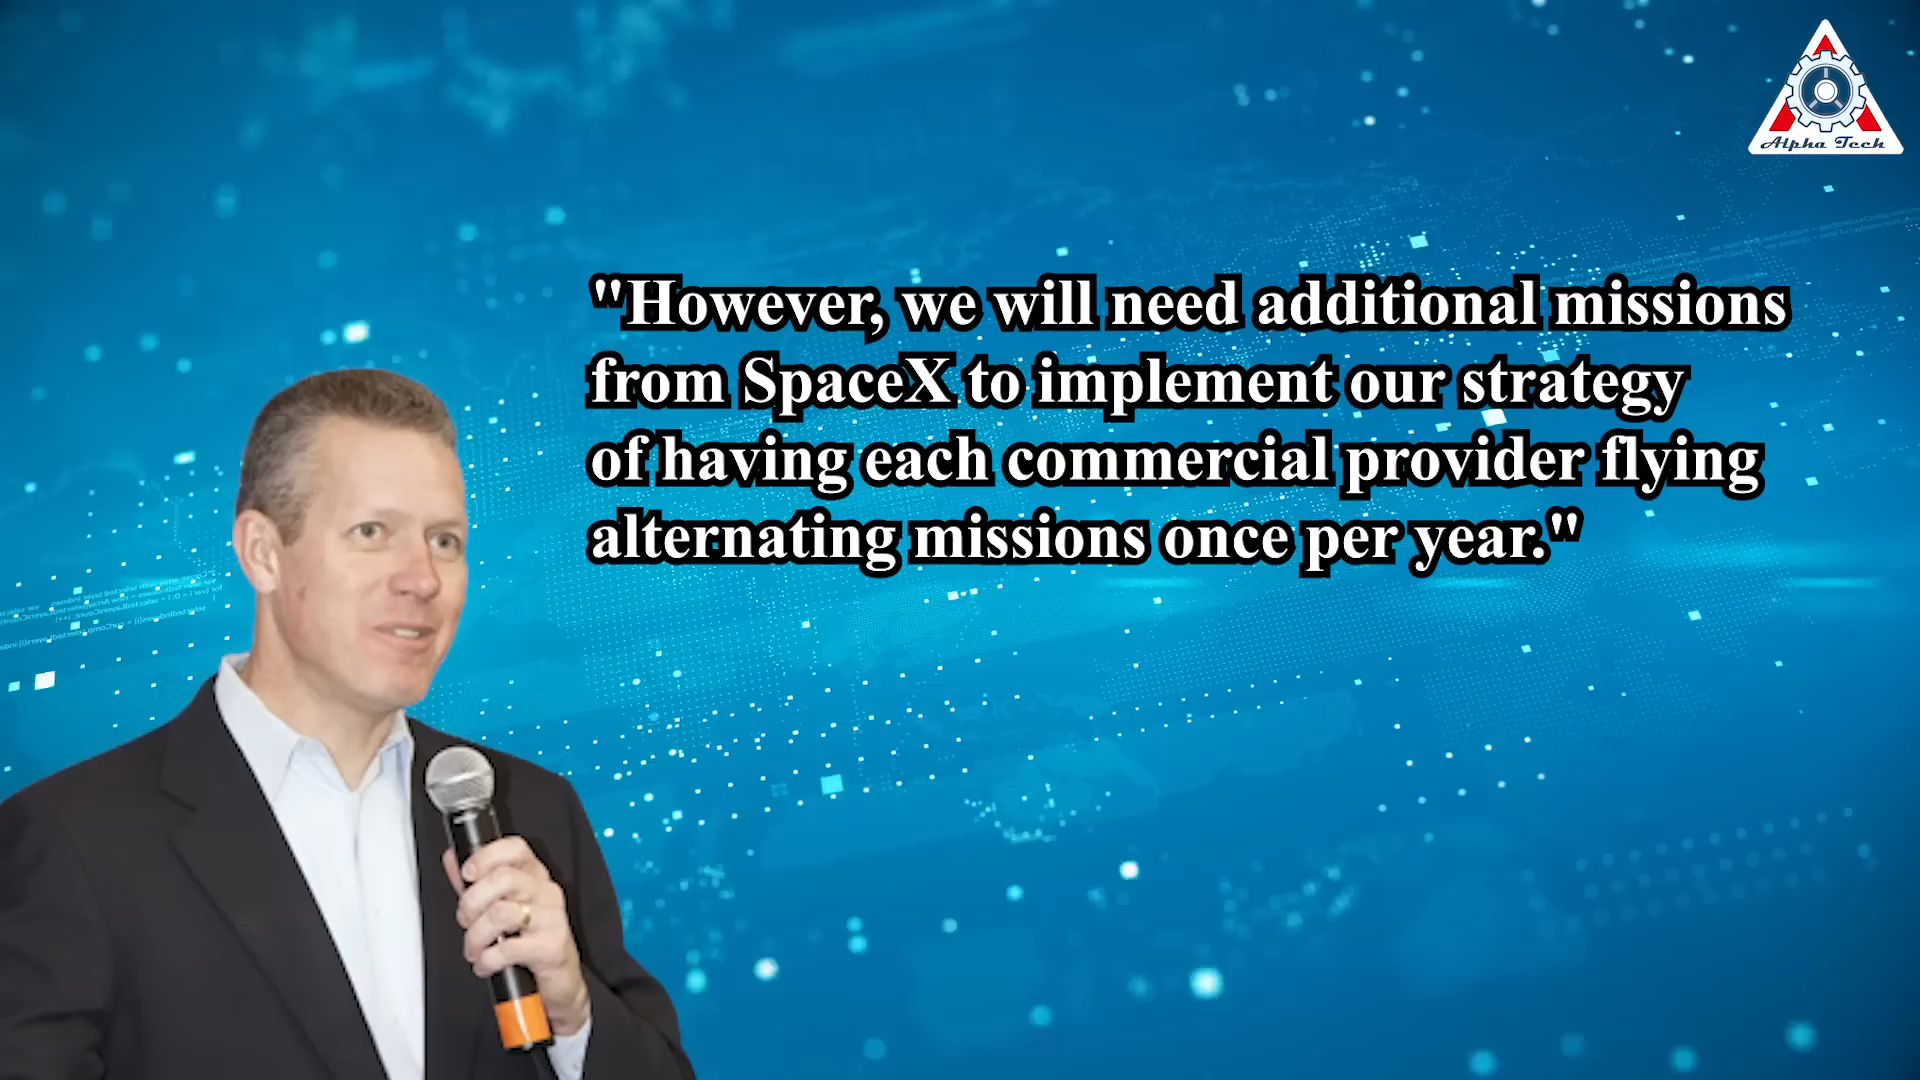 Alpha Tech
"However, we will need additional missions
from SpaceX to implement our strategy
of having each commercial provider flying
alternating missions once per year."